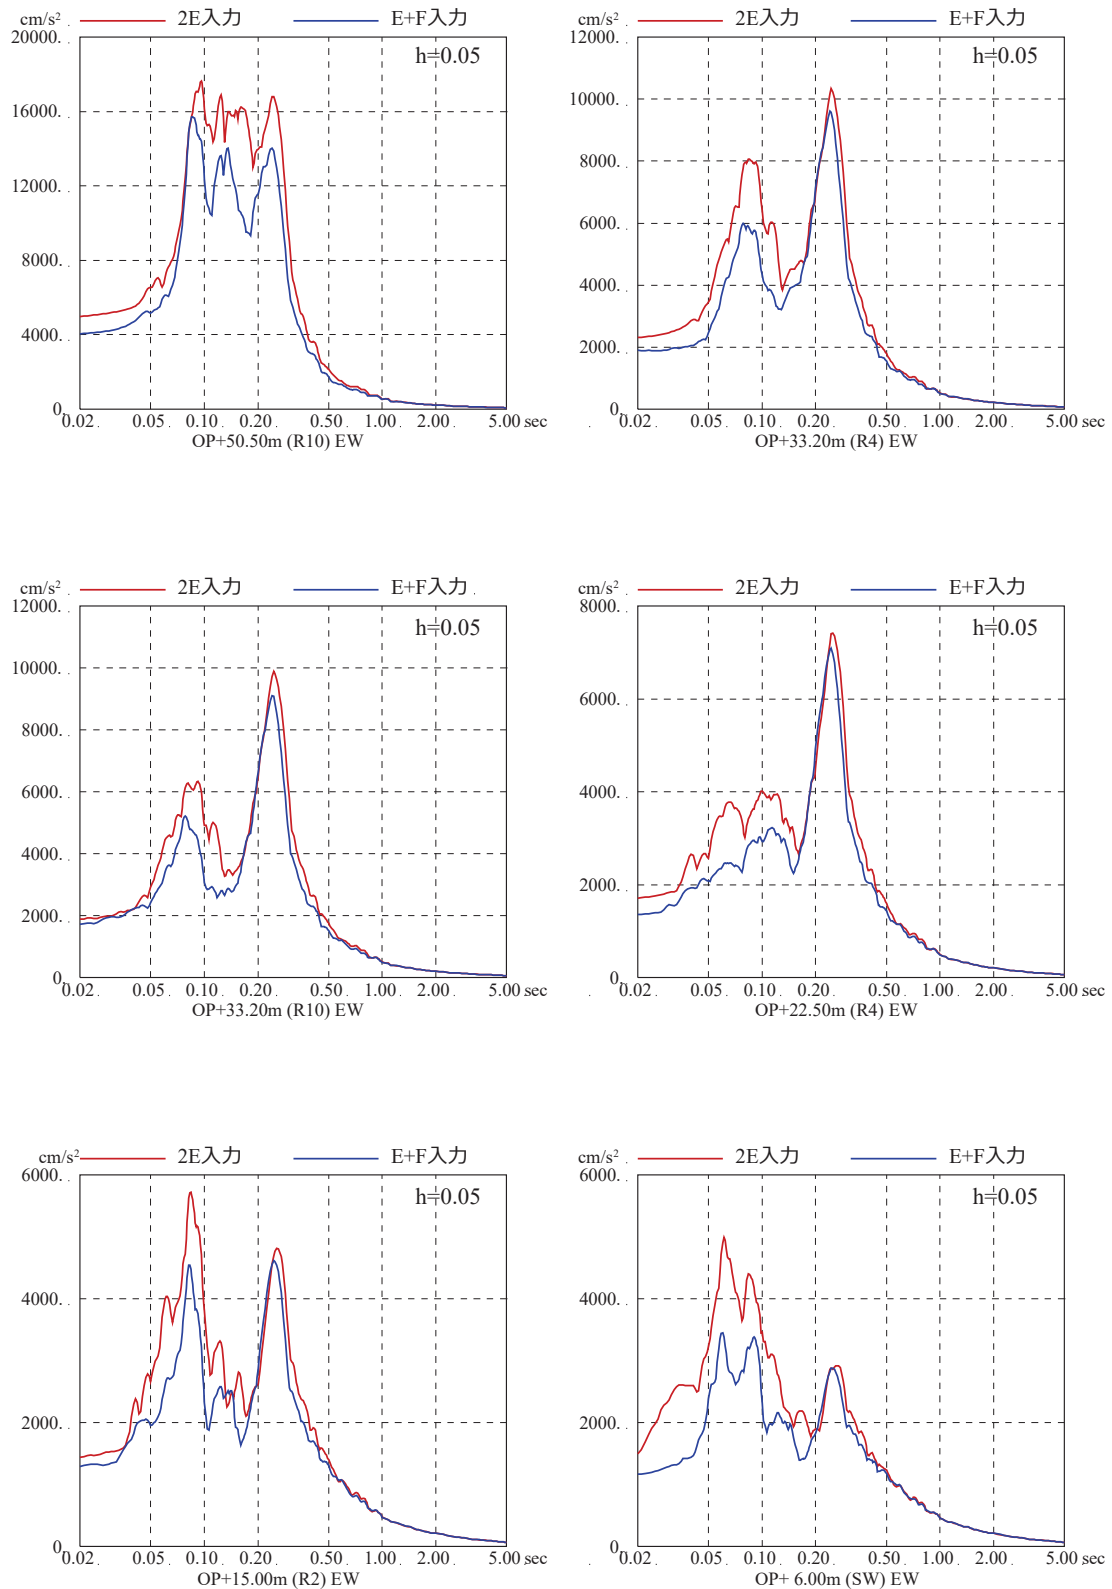 cm/s² 2E入力 E+F入力
20000.
h=0.05
16000.
12000.
8000.
4000.
0.
0.02 0.05 0.10 0.20 0.50 1.00 2.00 5.00 sec
OP+50.50m (R10) EW
cm/s² 2E入力 E+F入力
12000.
h=0.05
10000.
8000.
6000.
4000.
2000.
0.
0.02 0.05 0.10 0.20 0.50 1.00 2.00 5.00 sec
OP+33.20m (R4) EW
cm/s² 2E入力 E+F入力
12000.
h=0.05
10000.
8000.
6000.
4000.
2000.
0.
0.02 0.05 0.10 0.20 0.50 1.00 2.00 5.00 sec
OP+33.20m (R10) EW
cm/s² 2E入力 E+F入力
8000.
h=0.05
6000.
4000.
2000.
0.
0.02 0.05 0.10 0.20 0.50 1.00 2.00 5.00 sec
OP+22.50m (R4) EW
cm/s² 2E入力 E+F入力
6000.
h=0.05
4000.
2000.
0.
0.02 0.05 0.10 0.20 0.50 1.00 2.00 5.00 sec
OP+15.00m (R2) EW
cm/s² 2E入力 E+F入力
6000.
h=0.05
4000.
2000.
0.
0.02 0.05 0.10 0.20 0.50 1.00 2.00 5.00 sec
OP+ 6.00m (SW) EW